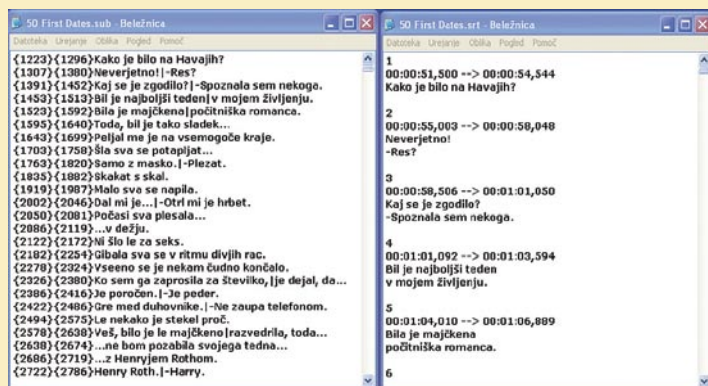 50 First Dates.sub - Beležnica
Datoteka Urejanje Oblika Pogled Pomoč
{1223}{1296}Kako je bilo na Havajih?
{1307}{1380}Neverjetno!|-Res?
{1391}{1452}Kaj se je zgodilo?|-Spoznala sem nekoga.
{1453}{1513}Bil je najboljši teden|v mojem življenju.
{1523}{1592}Bila je majčkena|počitniška romanca.
{1595}{1640}Toda, bil je tako sladek...
{1643}{1699}Peljal me je na vsemogoče kraje.
{1703}{1758}Šla sva se potapljat...
{1763}{1820}Samo z masko.|-Plezat.
{1835}{1882}Skakat s skal.
{1919}{1987}Malo sva se napila.
{2002}{2046}Dal mi je...|-Otrl mi je hrbet.
{2050}{2081}Počasi sva plesala...
{2086}{2119}...v dežju.
{2122}{2172}Ni šlo le za seks.
{2182}{2254}Gibala sva se v ritmu divjih rac.
{2278}{2324}Vseeno se je nekam čudno končalo.
{2326}{2380}Ko sem ga zaprosila za številko,|je dejal, da...
{2386}{2416}Je poročen.|-Je peder.
{2422}{2486}Gre med duhovnike.|-Ne zaupa telefonom.
{2494}{2575}Le nekako je stekel proč.
{2578}{2638}Veš, bilo je le majčkeno|razvedrila, toda...
{2638}{2674}...ne bom pozabila svojega tedna...
{2686}{2719}...z Henryjem Rothom.
{2722}{2786}Henry Roth.|-Harry.
50 First Dates.srt - Beležnica
Datoteka Urejanje Oblika Pogled Pomoč
1
00:00:51,500 --> 00:00:54,544
Kako je bilo na Havajih?
2
00:00:55,003 --> 00:00:58,048
Neverjetno!
-Res?
3
00:00:58,506 --> 00:01:01,050
Kaj se je zgodilo?
-Spoznala sem nekoga.
4
00:01:01,092 --> 00:01:03,594
Bil je najboljši teden
v mojem življenju.
5
00:01:04,010 --> 00:01:06,889
Bila je majčkena
počitniška romanca.
6